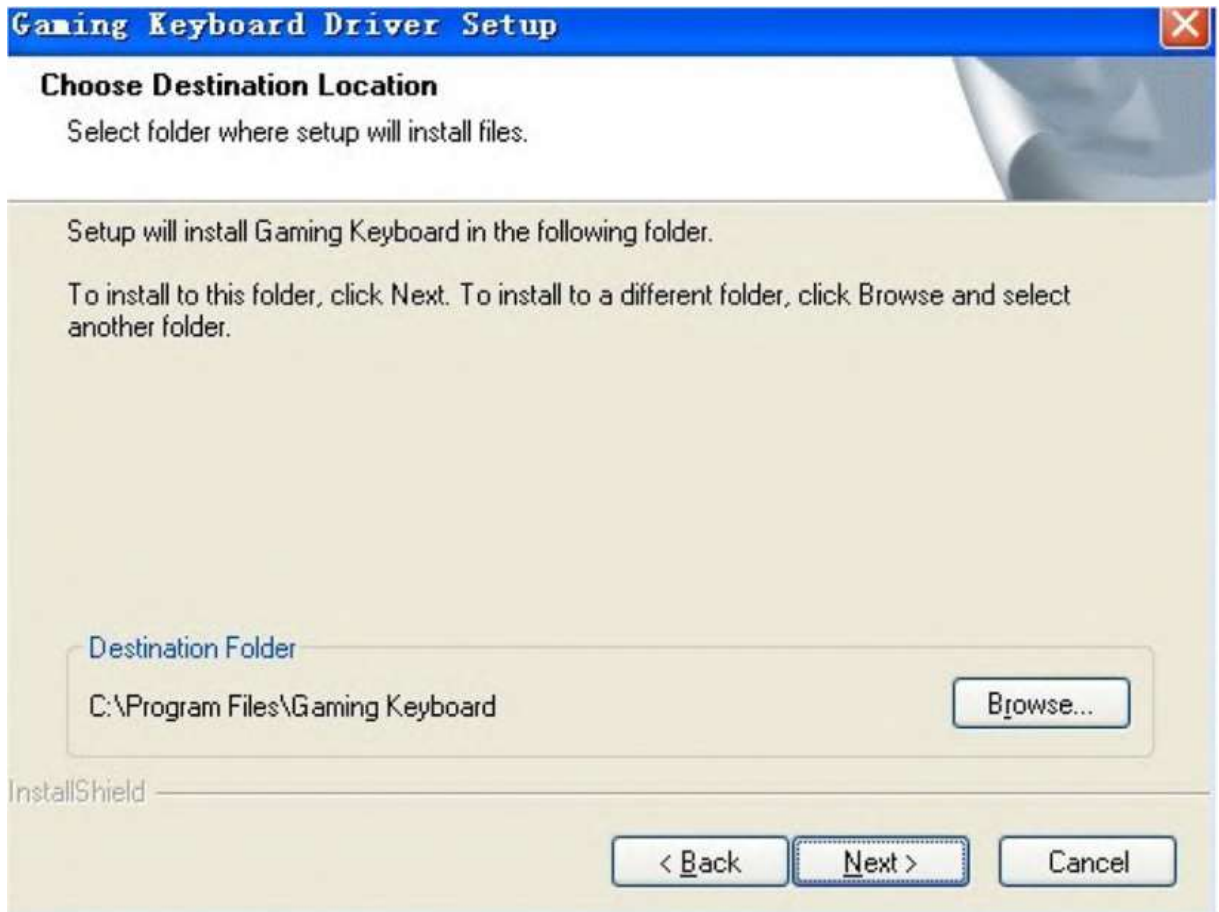 Gaming Keyboard Driver Setup
Choose Destination Location
Select folder where setup will install files.
Setup will install Gaming Keyboard in the following folder.
To install to this folder, click Next. To install to a different folder, click Browse and select
another folder.
Destination Folder
C:\Program Files\Gaming Keyboard
Browse...
InstallShield
< Back
Next >
Cancel